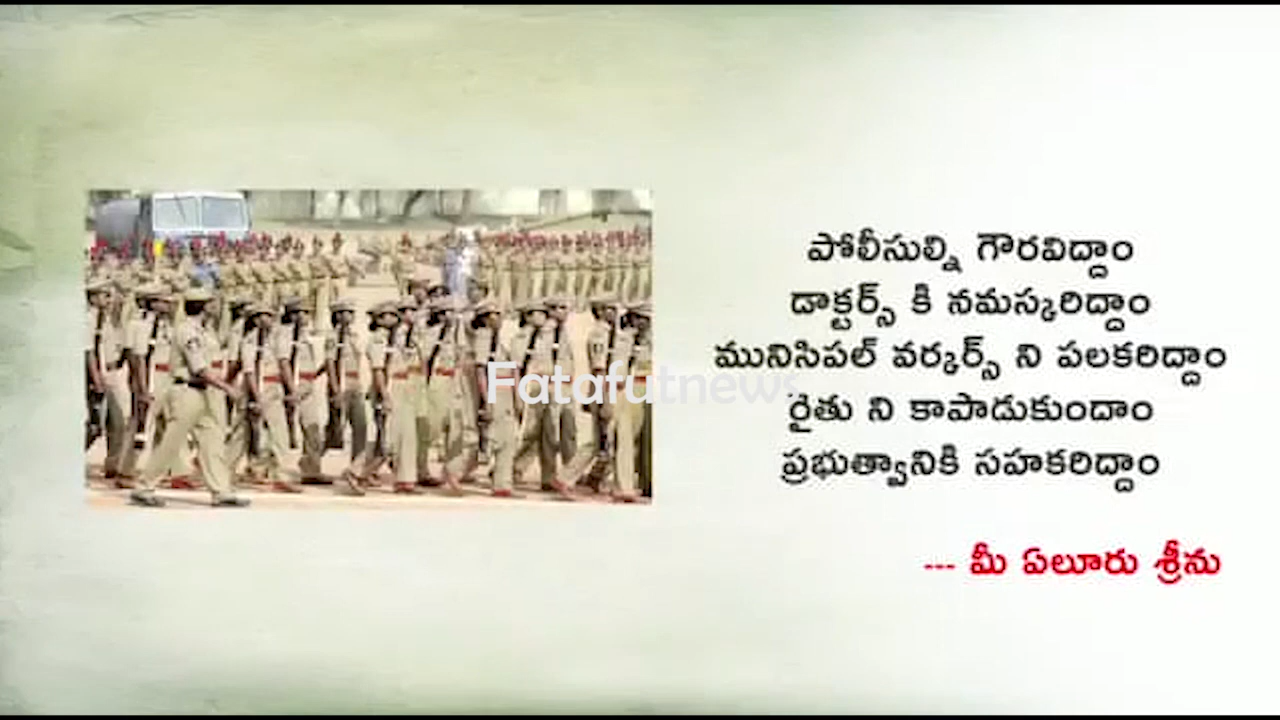 పోలీసుల్ని గౌరవిద్దాం
డాక్టర్స్ కి నమస్కరిద్దాం
మునిసిపల్ వర్కర్స్ ని పలకరిద్దాం
రైతు ని కాపాడుకుందాం
ప్రభుత్వానికి సహకరిద్దాం
--- మీ ఏలూరు శ్రీను
Fatafutnews